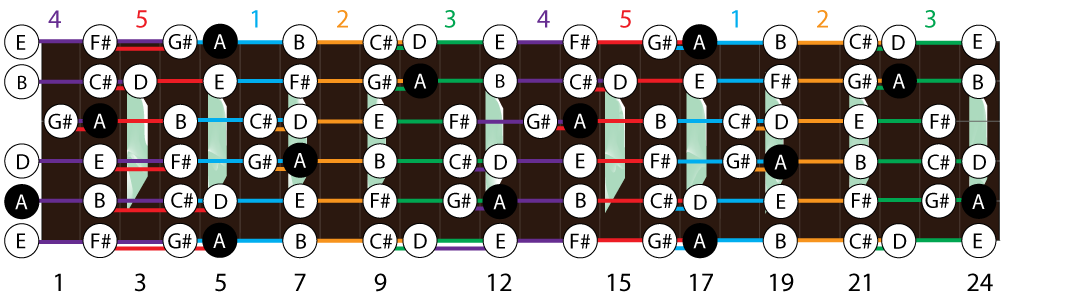 4 5 1 2 3 4 5 1 2 3
E F# G# A B C# D E F# G# A B C# D E
B C# D E F# G# A B C# D E F# G# A B
G# A B C# D E F# G# A B C# D E F#
D E F# G# A B C# D E F# G# A B C# D
A B C# D E F# G# A B C# D E F# G# A
E F# G# A B C# D E F# G# A B C# D E
1 3 5 7 9 12 15 17 19 21 24